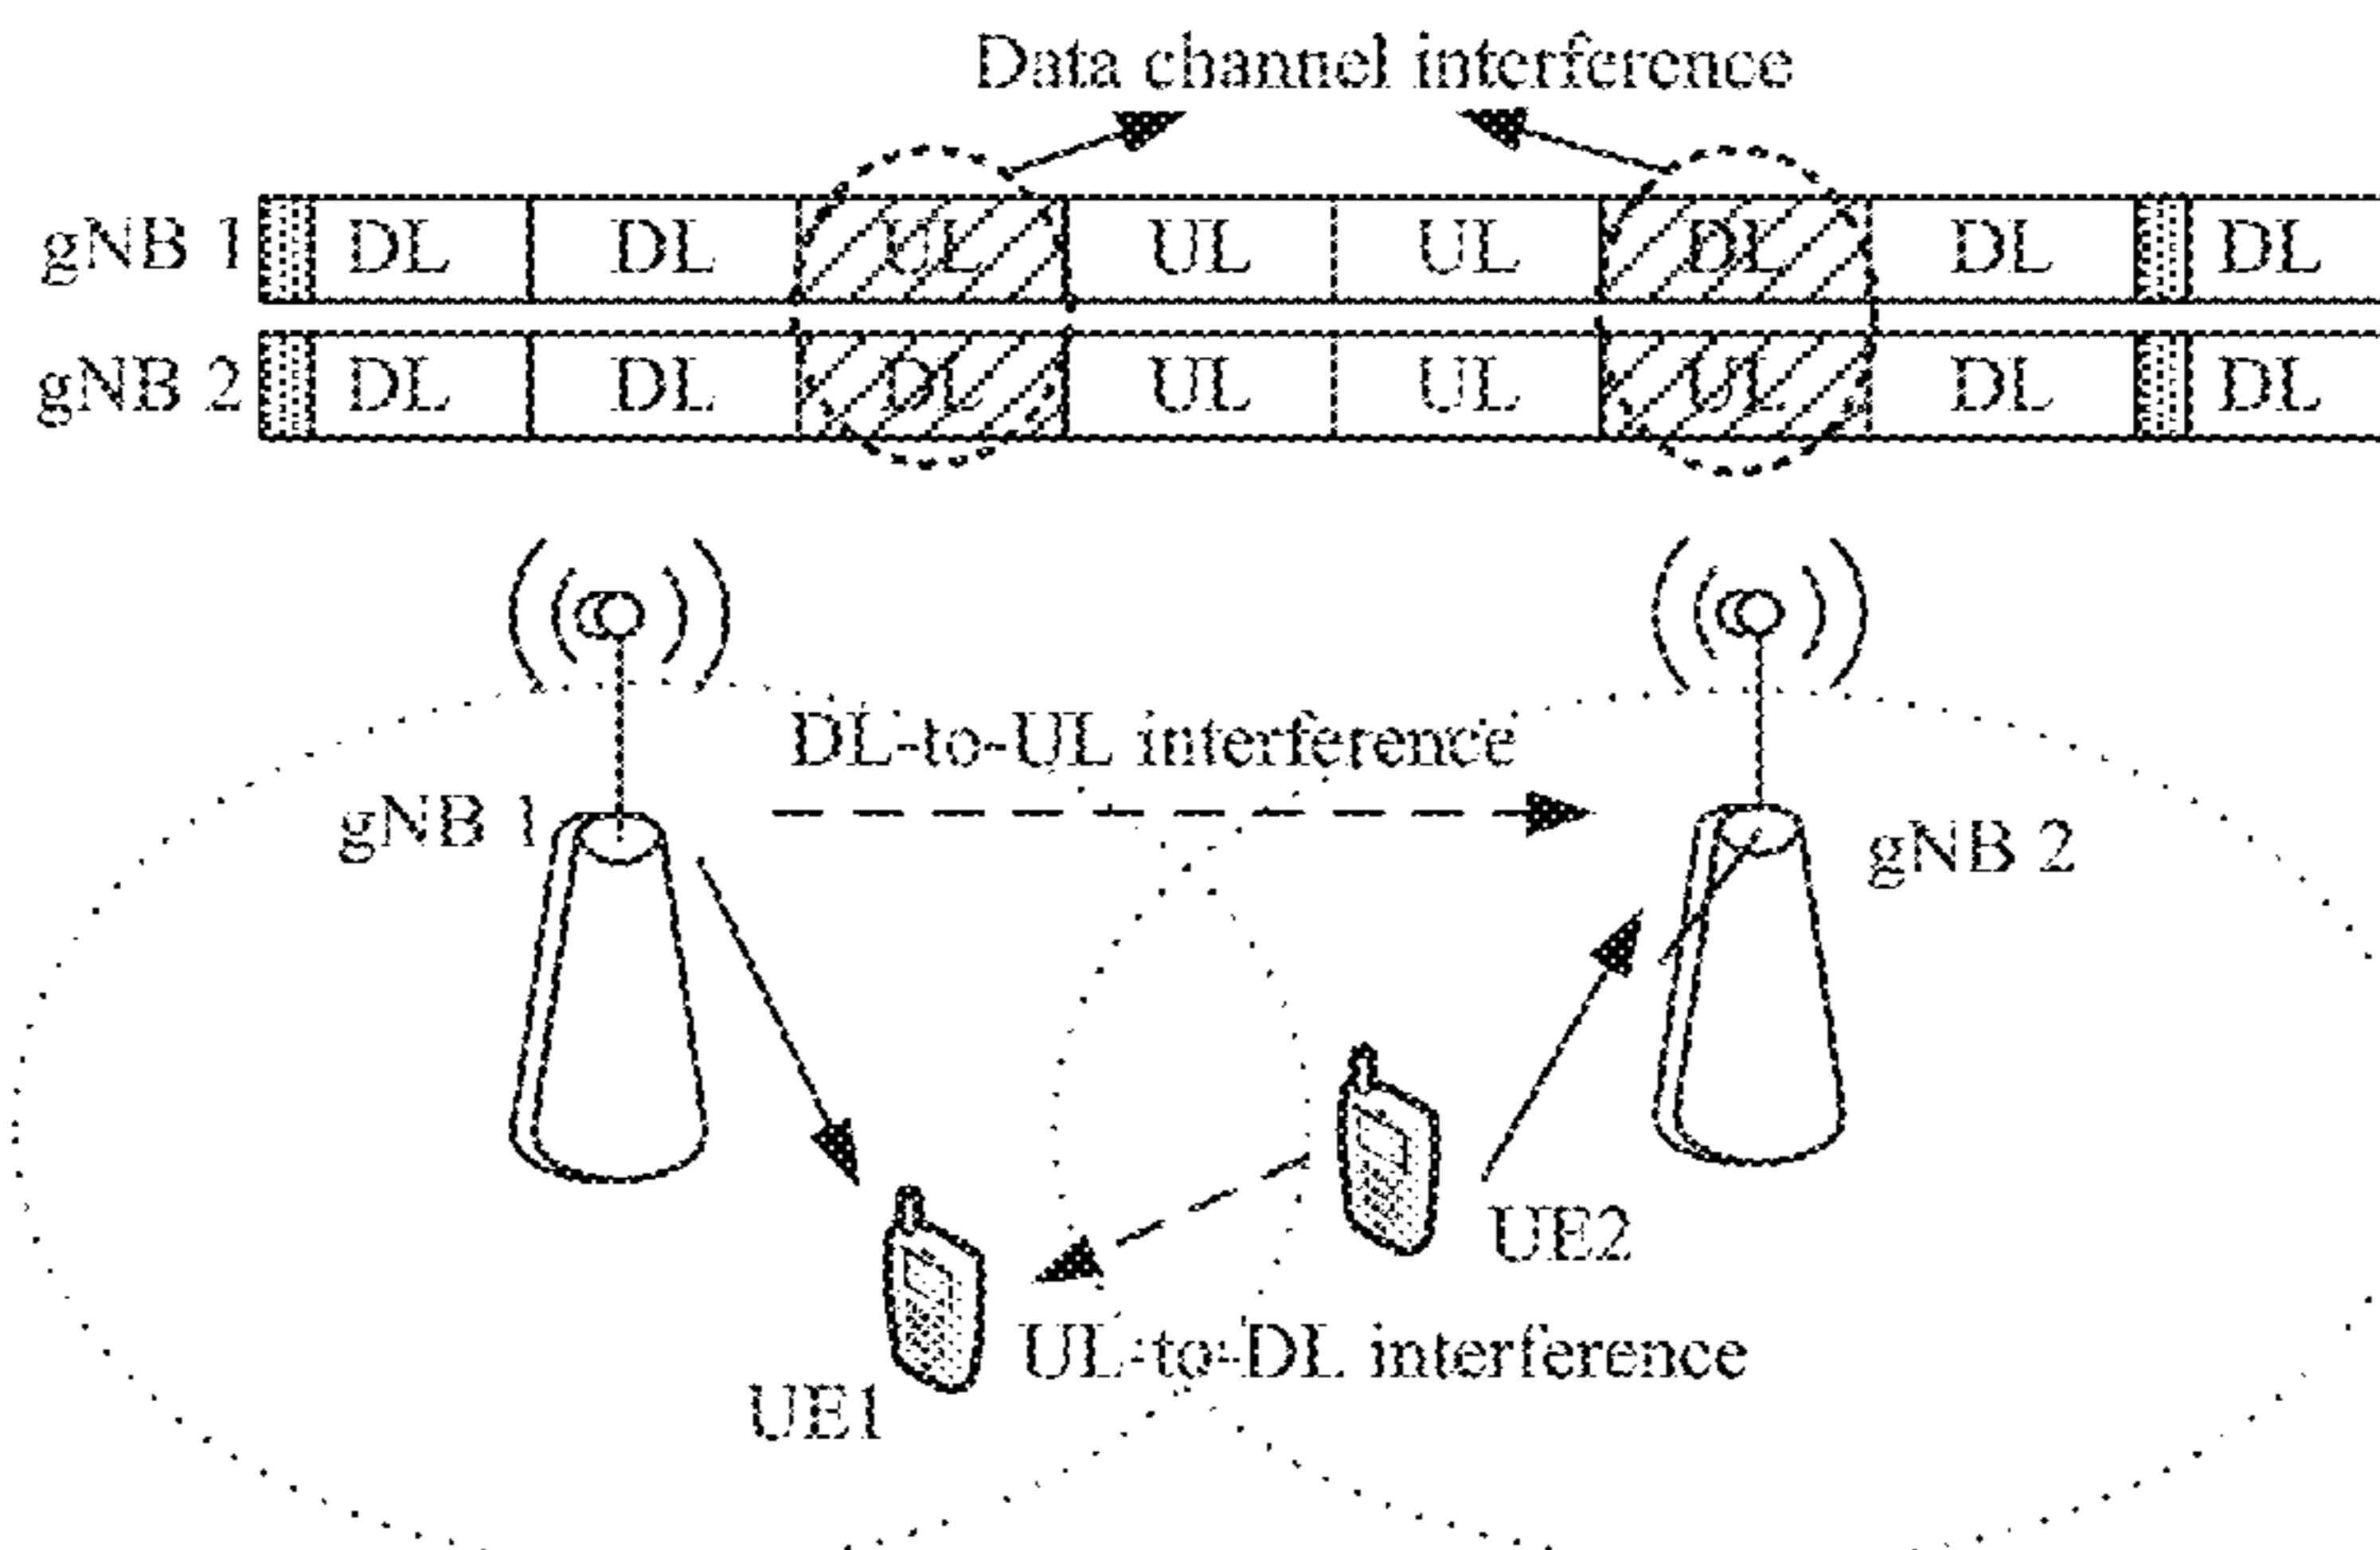 Data channel interference
gNB 1 DL DL UL UL UL DL DL DL
gNB 2 DL DL DL UL UL UL DL DL
DL-to-UL interference
gNB 1
gNB 2
UE2
UL-to-DL interference
UE1